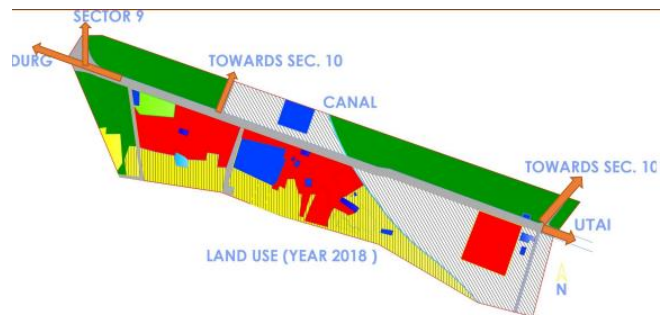 SECTOR 9
DURG
TOWARDS SEC. 10
CANAL
TOWARDS SEC. 10
UTAI
LAND USE (YEAR 2018 )
N